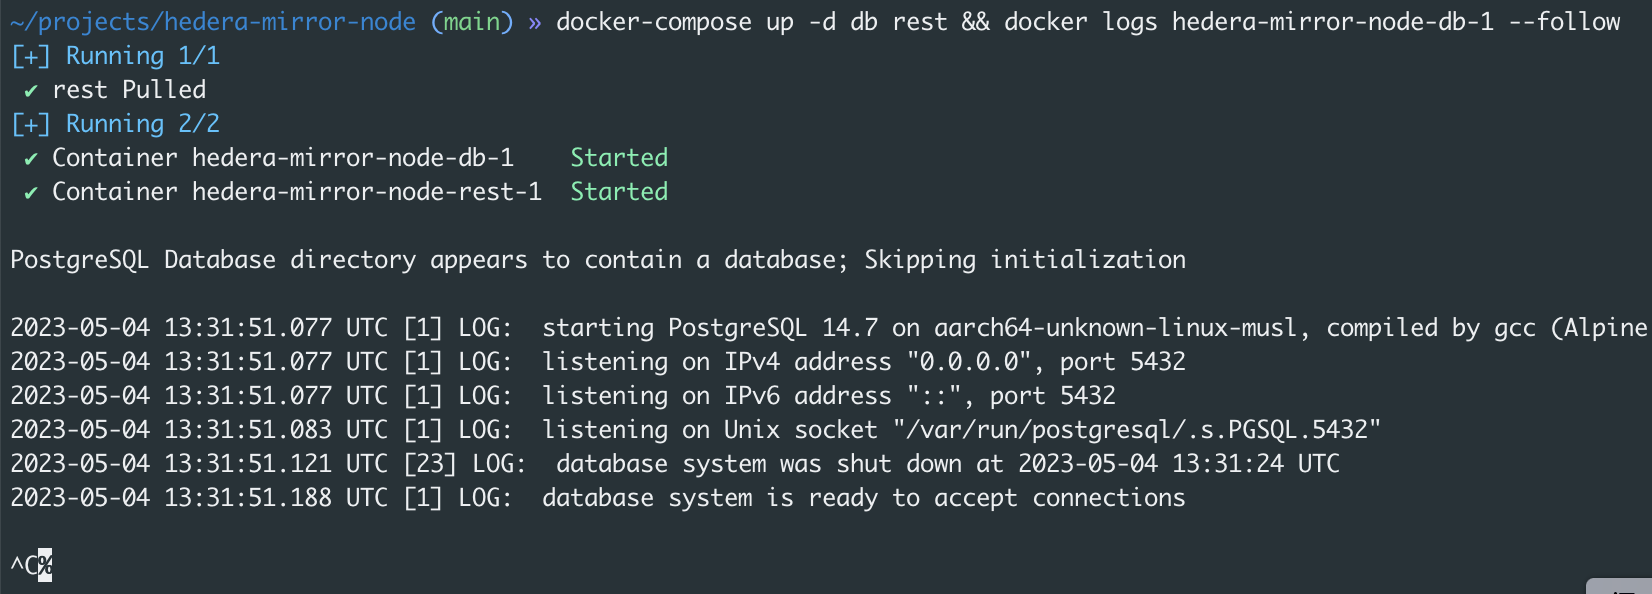 ~/projects/hedera-mirror-node (main) » docker-compose up -d db rest && docker logs hedera-mirror-node-db-1 --follow
[+] Running 1/1
✔ rest Pulled
[+] Running 2/2
✔ Container hedera-mirror-node-db-1    Started
✔ Container hedera-mirror-node-rest-1  Started
PostgreSQL Database directory appears to contain a database; Skipping initialization
2023-05-04 13:31:51.077 UTC [1] LOG:  starting PostgreSQL 14.7 on aarch64-unknown-linux-musl, compiled by gcc (Alpine
2023-05-04 13:31:51.077 UTC [1] LOG:  listening on IPv4 address "0.0.0.0", port 5432
2023-05-04 13:31:51.077 UTC [1] LOG:  listening on IPv6 address "::", port 5432
2023-05-04 13:31:51.083 UTC [1] LOG:  listening on Unix socket "/var/run/postgresql/.s.PGSQL.5432"
2023-05-04 13:31:51.121 UTC [23] LOG:  database system was shut down at 2023-05-04 13:31:24 UTC
2023-05-04 13:31:51.188 UTC [1] LOG:  database system is ready to accept connections
^C%